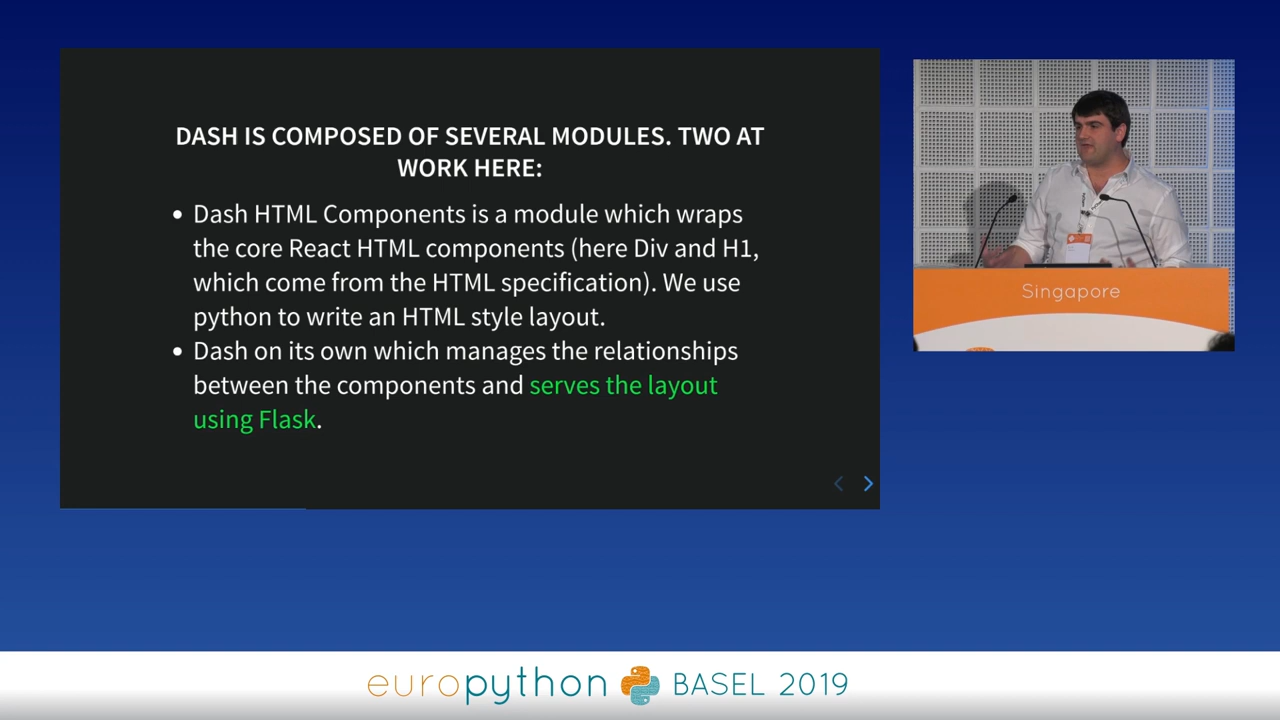 DASH IS COMPOSED OF SEVERAL MODULES. TWO AT
WORK HERE:
• Dash HTML Components is a module which wraps
the core React HTML components (here Div and H1,
which come from the HTML specification). We use
python to write an HTML style layout.
• Dash on its own which manages the relationships
between the components and serves the layout
using Flask.
Singapore
europython BASEL 2019